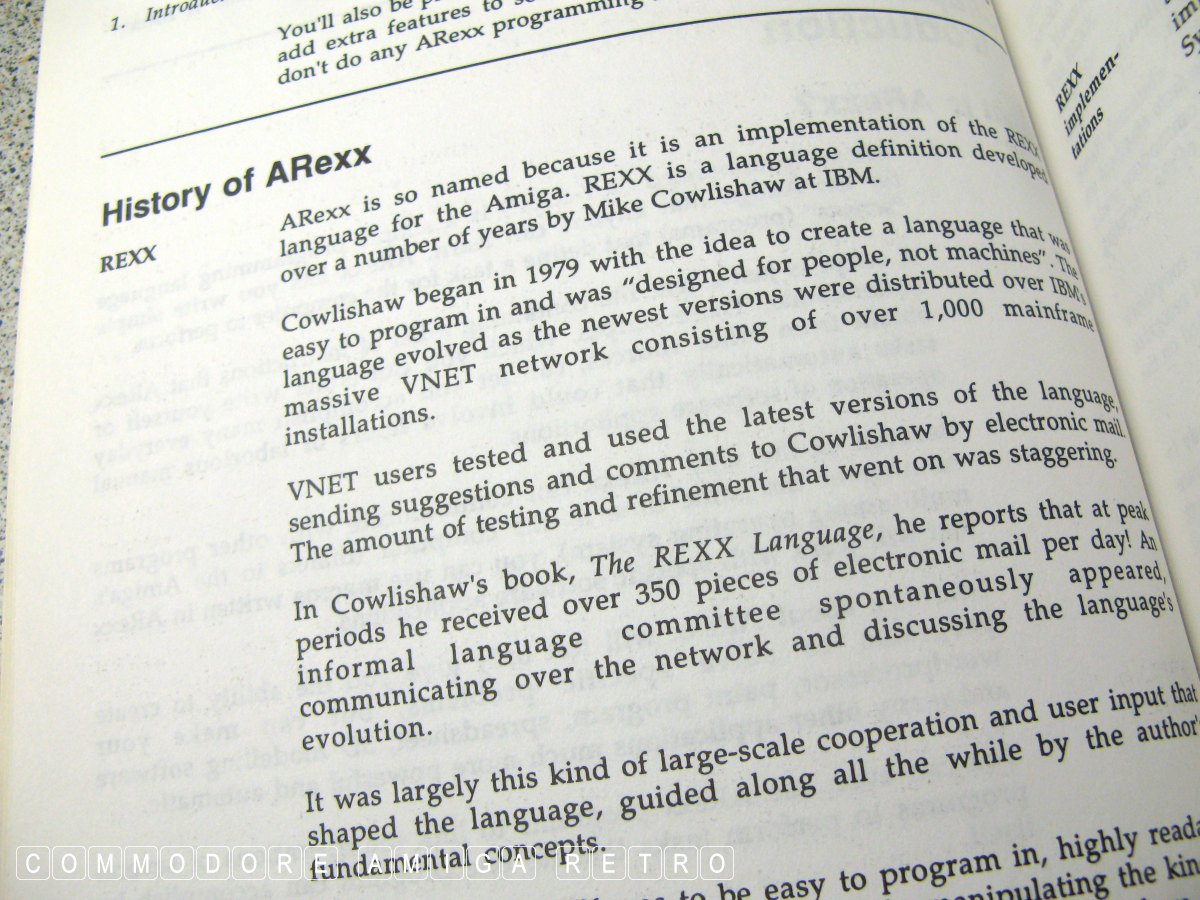 1. Introduc
You'll also be
add extra features to
don't do any ARexx programming
History of ARexx
REXX
ARexx is so named because it is an implementation of the REXX
language for the Amiga. REXX is a language definition developed
over a number of years by Mike Cowlishaw at IBM.
Cowlishaw began in 1979 with the idea to create a language that was
easy to program in and was "designed for people, not machines". The
language evolved as the newest versions were distributed over IBM's
massive VNET network consisting of over 1,000 mainframe
installations.
VNET users tested and used the latest versions of the language,
sending suggestions and comments to Cowlishaw by electronic mail.
The amount of testing and refinement that went on was staggering.
In Cowlishaw's book, The REXX Language, he reports that at peak
periods he received over 350 pieces of electronic mail per day! An
informal language committee spontaneously appeared,
communicating over the network and discussing the language's
evolution.
It was largely this kind of large-scale cooperation and user input that
shaped the language, guided along all the while by the author'
fundamental concepts.
to be easy to program in, highly reada
manipulating the kin
REXX
implemen-
tations
COMMODORE AMIGA RETRO